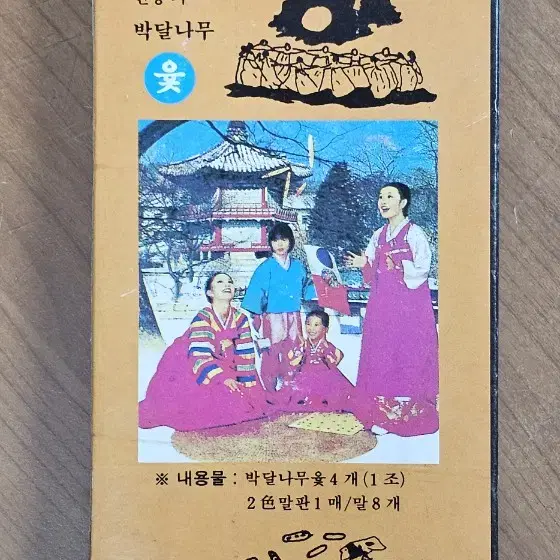 박달나무
윷
※ 내용물 : 박달나무윷 4 개 (1 조)
2 色말판 1 매/말 8 개